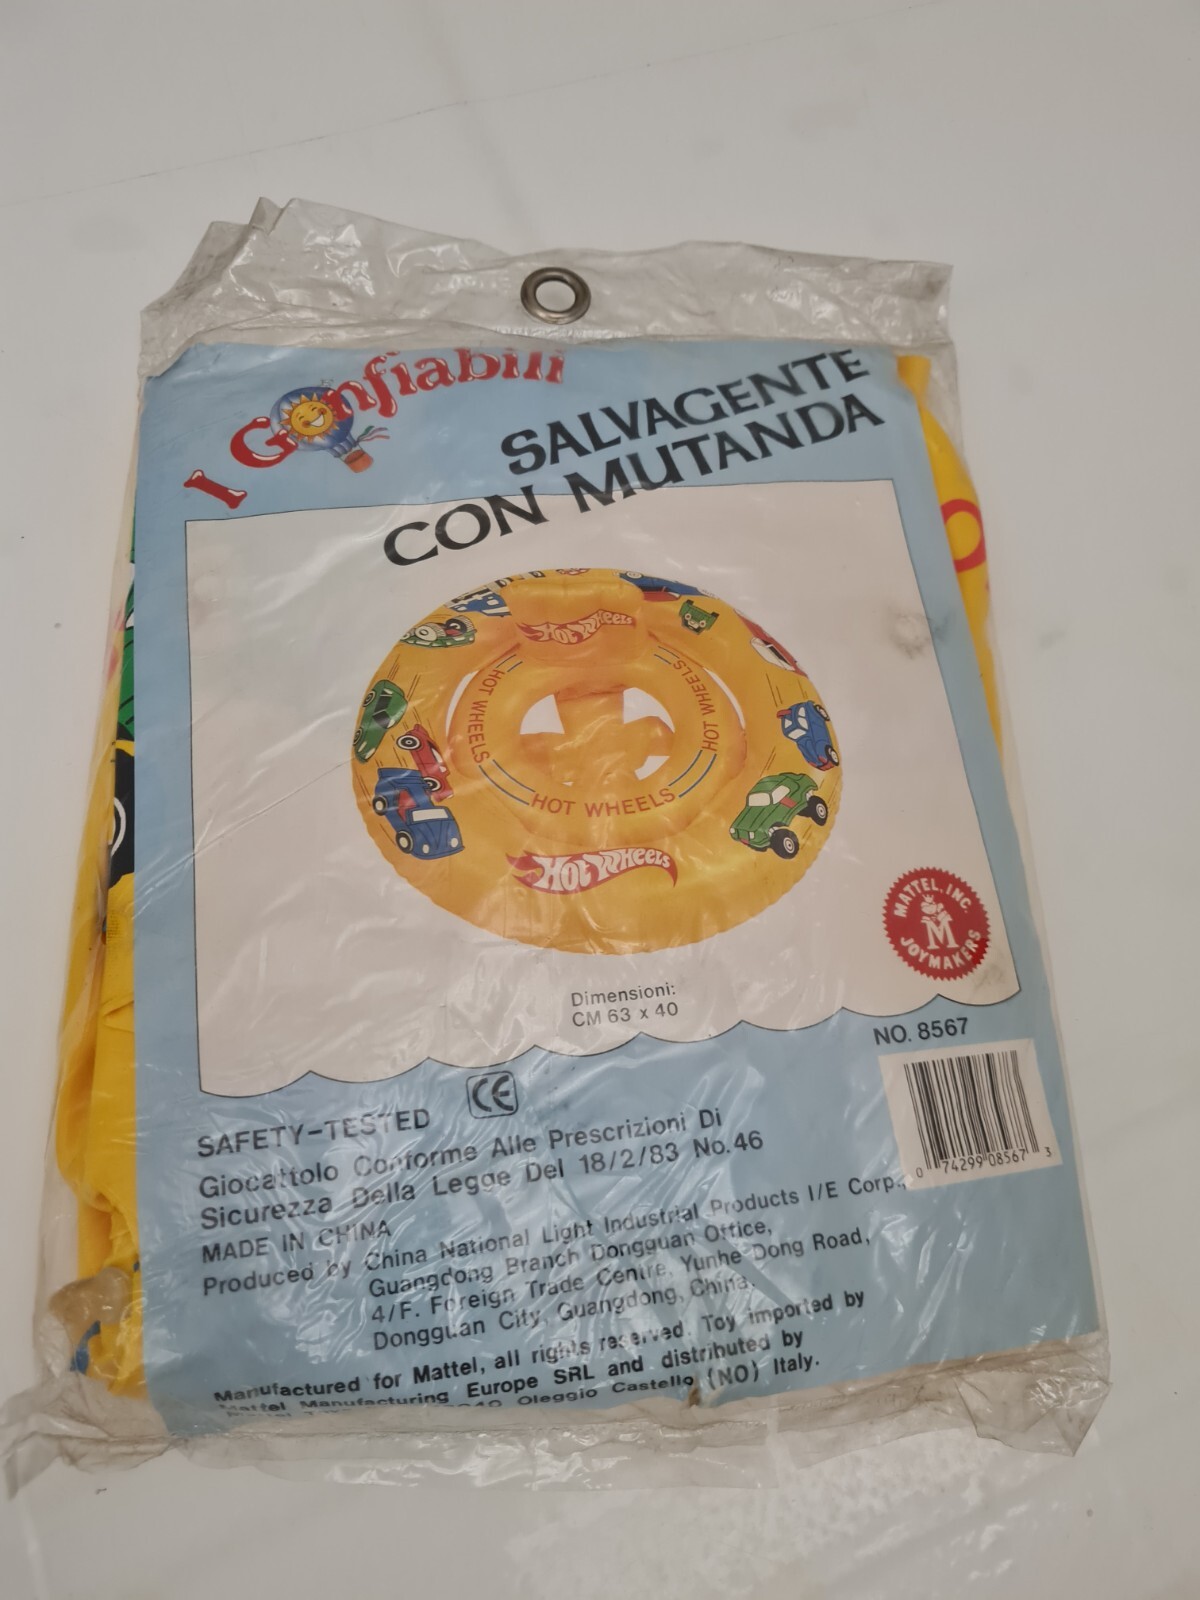 I Gonfiabili
SALVAGENTE
CON MUTANDA
Hot Wheels
HOT WHEELS
HOT WHEELS
HOT WHEELS
Hot Wheels
MATTEL, INC.
M
JOYMAKERS
Dimensioni:
CM 63 x 40
NO. 8567
SAFETY-TESTED CE
Giocattolo Conforme Alle Prescrizioni Di
Sicurezza Della Legge Del 18/2/83 No.46
0 74299 08567 3
MADE IN CHINA
Produced by China National Light Industrial Products I/E Corp.,
Guangdong Branch Dongguan Office,
4/F. Foreign Trade Centre, Yunhe Dong Road,
Dongguan City, Guangdong, China.
Manufactured for Mattel, all rights reserved. Toy imported by
Mattel Manufacturing Europe SRL and distributed by
Oleggio Castello (NO) Italy.